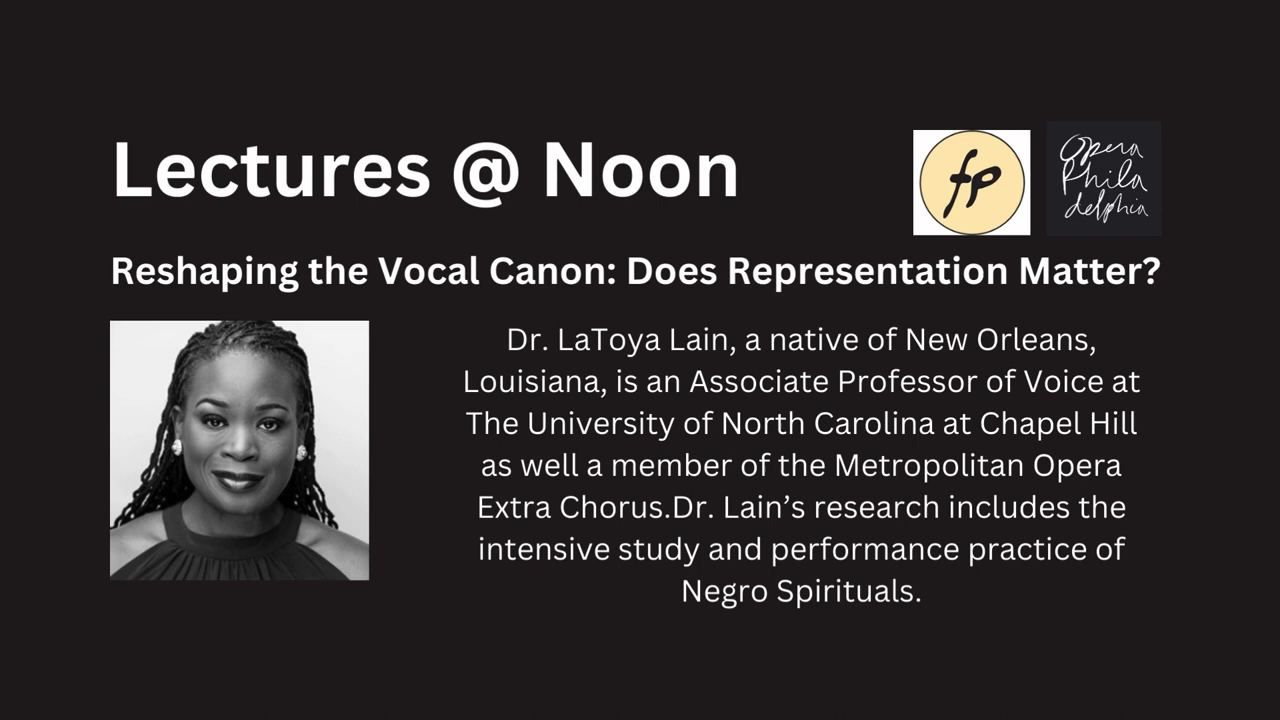 Lectures @ Noon
fp
Opera
Phila
delphia
Reshaping the Vocal Canon: Does Representation Matter?
Dr. LaToya Lain, a native of New Orleans,
Louisiana, is an Associate Professor of Voice at
The University of North Carolina at Chapel Hill
as well a member of the Metropolitan Opera
Extra Chorus.Dr. Lain’s research includes the
intensive study and performance practice of
Negro Spirituals.